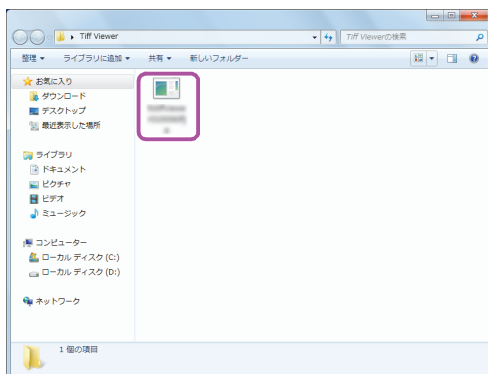 Tiff Viewer
Tiff Viewerの検索
整理 ライブラリに追加 共有 新しいフォルダー
お気に入り
ダウンロード
デスクトップ
最近表示した場所
ライブラリ
ドキュメント
ピクチャ
ビデオ
ミュージック
コンピューター
ローカル ディスク (C:)
ローカル ディスク (D:)
ネットワーク
1 個の項目